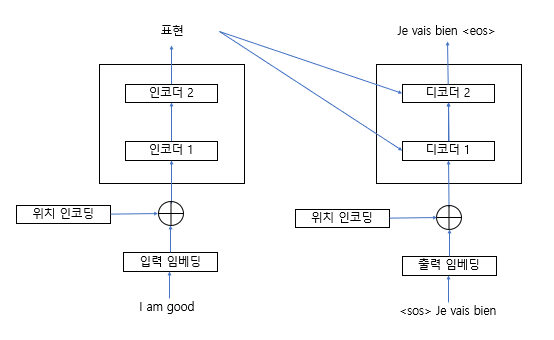 표현
인코더 2
인코더 1
위치 인코딩
입력 임베딩
I am good
Je vais bien <eos>
디코더 2
디코더 1
위치 인코딩
출력 임베딩
<sos> Je vais bien